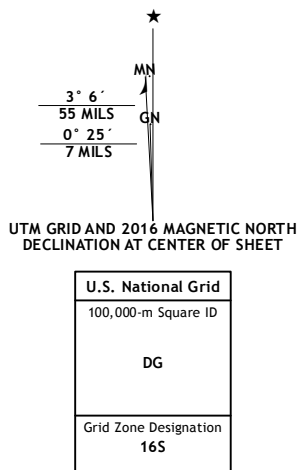 ★
MN
3° 6´
55 MILS
GN
0° 25´
7 MILS
UTM GRID AND 2016 MAGNETIC NORTH
DECLINATION AT CENTER OF SHEET
U.S. National Grid
100,000-m Square ID
DG
Grid Zone Designation
16S